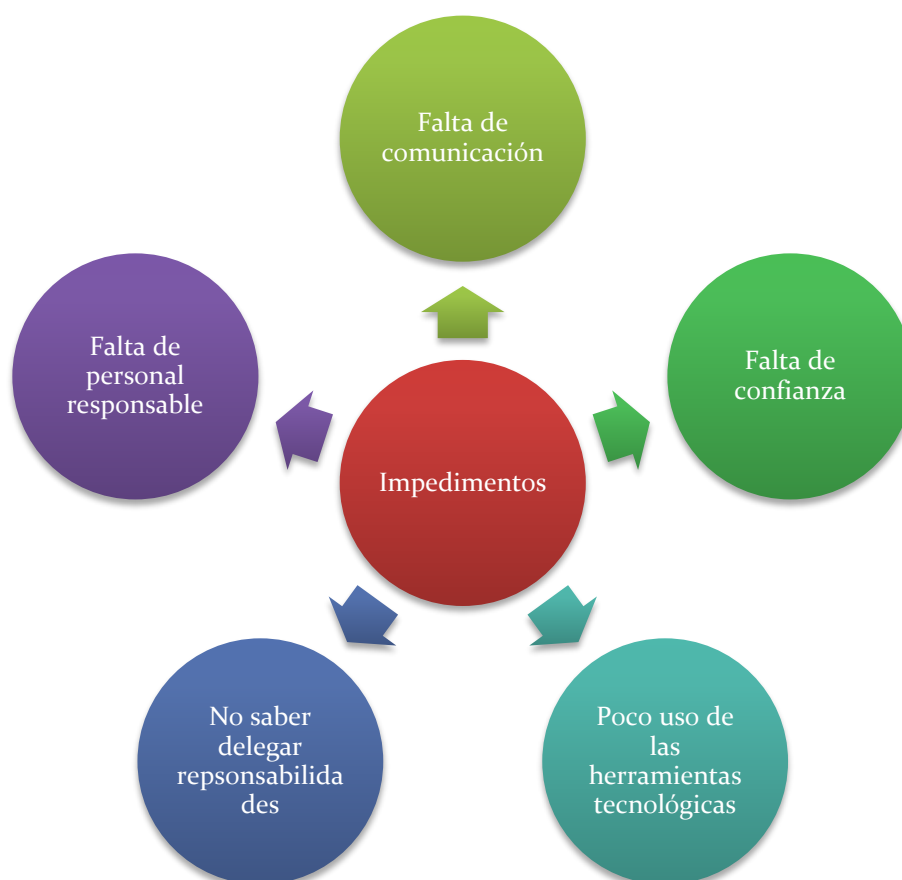 Falta de
comunicación
Falta de
confianza
Poco uso de
las
herramientas
tecnológicas
No saber
delegar
repsonsabilida
des
Falta de
personal
responsable
Impedimentos